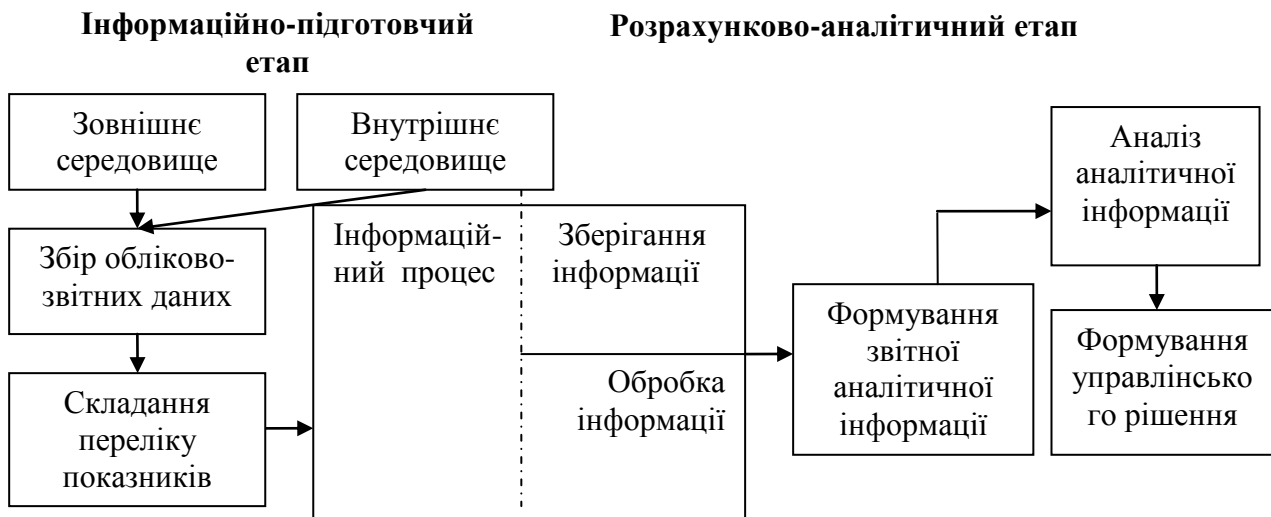 Інформаційно-підготовчий
етап
Розрахунково-аналітичний етап
Зовнішнє
середовище
Внутрішнє
середовище
Збір обліково-
звітних даних
Складання
переліку
показників
Інформацій-
ний процес
Зберігання
інформації
Обробка
інформації
Формування
звітної
аналітичної
інформації
Аналіз
аналітичної
інформації
Формування
управлінсько
го рішення